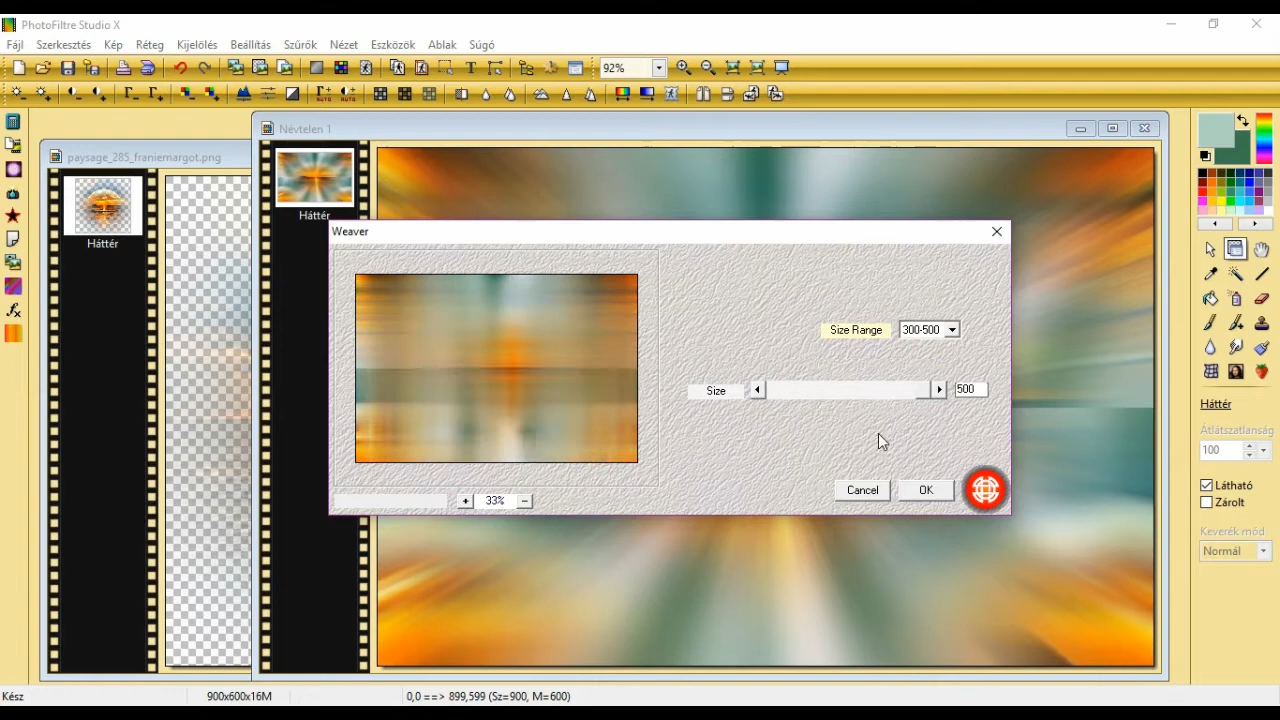 PhotoFiltre Studio X
Fájl Szerkesztés Kép Réteg Kijelölés Beállítás Szűrők Nézet Eszközök Ablak Súgó
92%
Névtelen 1
paysage_285_franiemargot.png
Háttér
Háttér
Weaver
Size Range 300-500
Size 500
Cancel OK
33%
Háttér
Átlátszatlanság
100
Látható
Zárolt
Keverék mód
Normál
Kész 900x600x16M 0,0 ==> 899,599 (Sz=900, M=600)